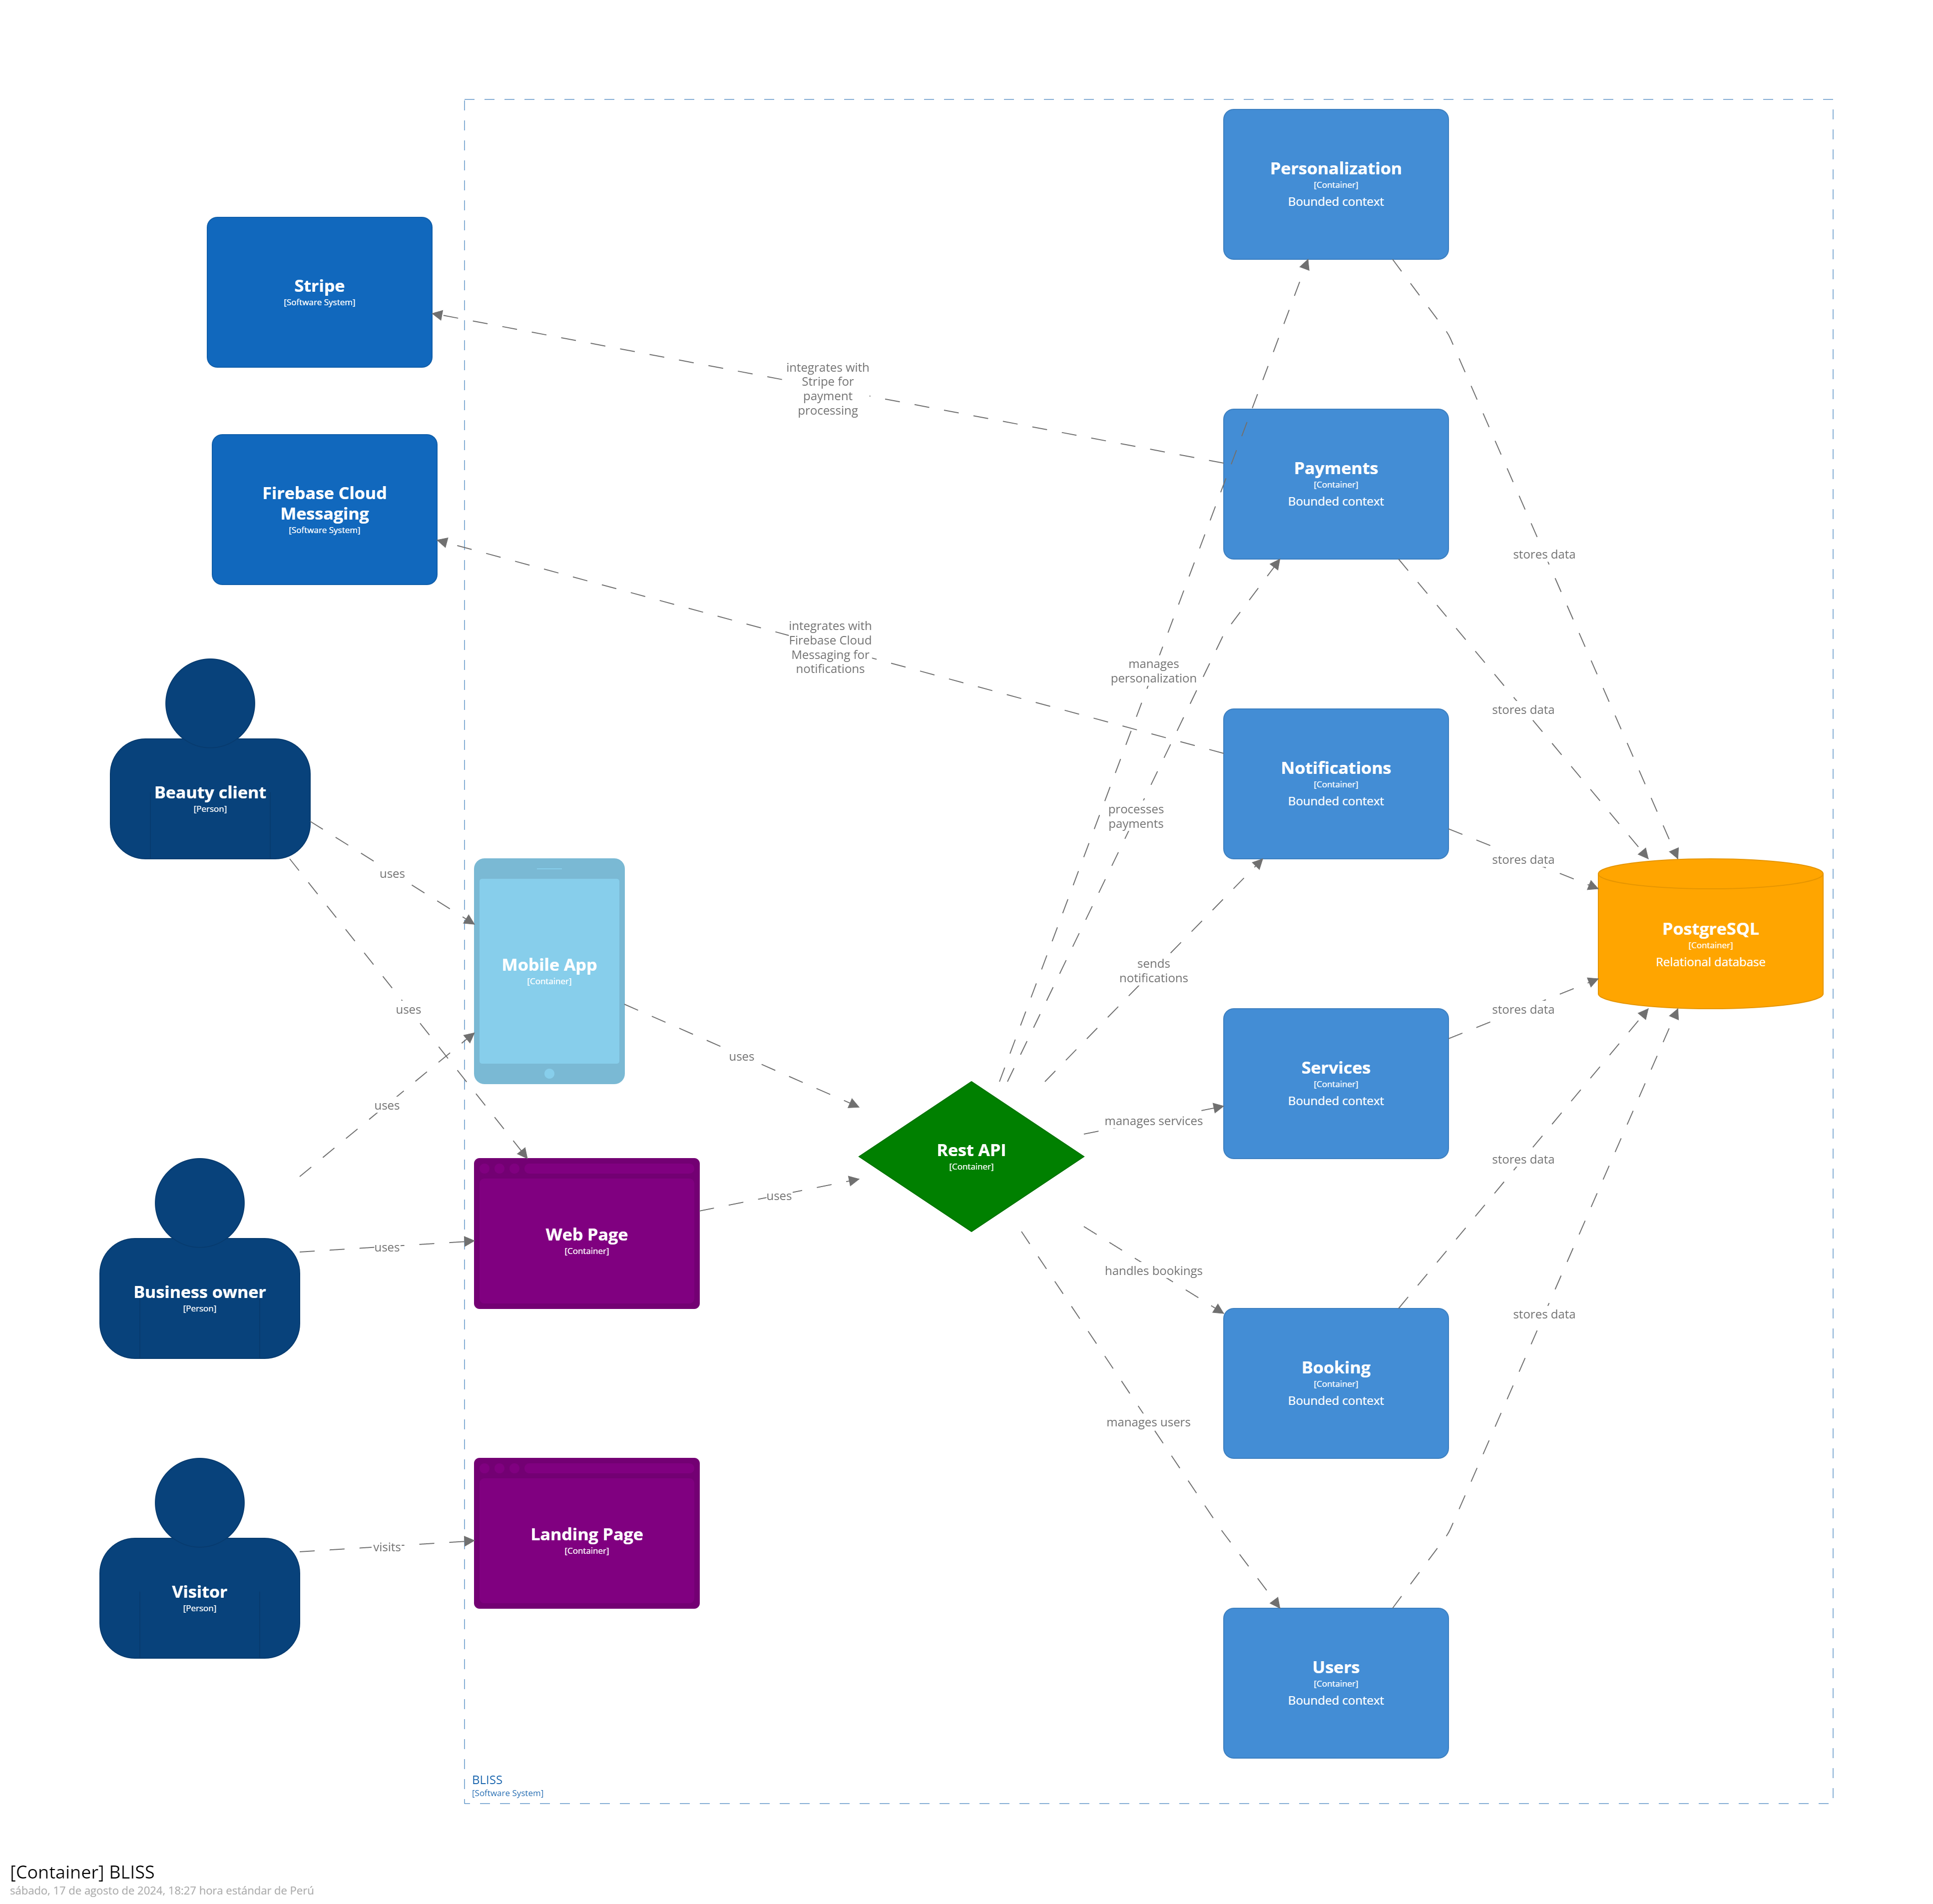 Personalization
[Container]
Bounded context
Stripe
[Software System]
integrates with
Stripe for
payment
processing
Payments
[Container]
Bounded context
Firebase Cloud
Messaging
[Software System]
stores data
integrates with
Firebase Cloud
Messaging for
notifications
manages
personalization
stores data
Beauty client
[Person]
processes
payments
Notifications
[Container]
Bounded context
uses
stores data
Mobile App
[Container]
sends
notifications
PostgreSQL
[Container]
Relational database
uses
stores data
uses
Services
[Container]
Bounded context
uses
manages services
Rest API
[Container]
stores data
uses
Web Page
[Container]
uses
Business owner
[Person]
handles bookings
stores data
Booking
[Container]
Bounded context
manages users
Landing Page
[Container]
visits
Visitor
[Person]
Users
[Container]
Bounded context
BLISS
[Software System]
[Container] BLISS
sábado, 17 de agosto de 2024, 18:27 hora estándar de Perú